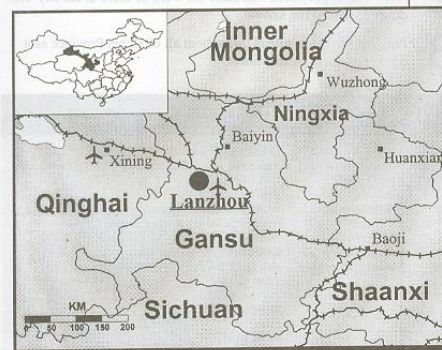 Inner
Mongolia
Wuzhong
Ningxia
Baiyin
Huanxian
Xining
Lanzhou
Qinghai
Gansu
Baoji
Shaanxi
Sichuan
KM
0 50 100 150 200